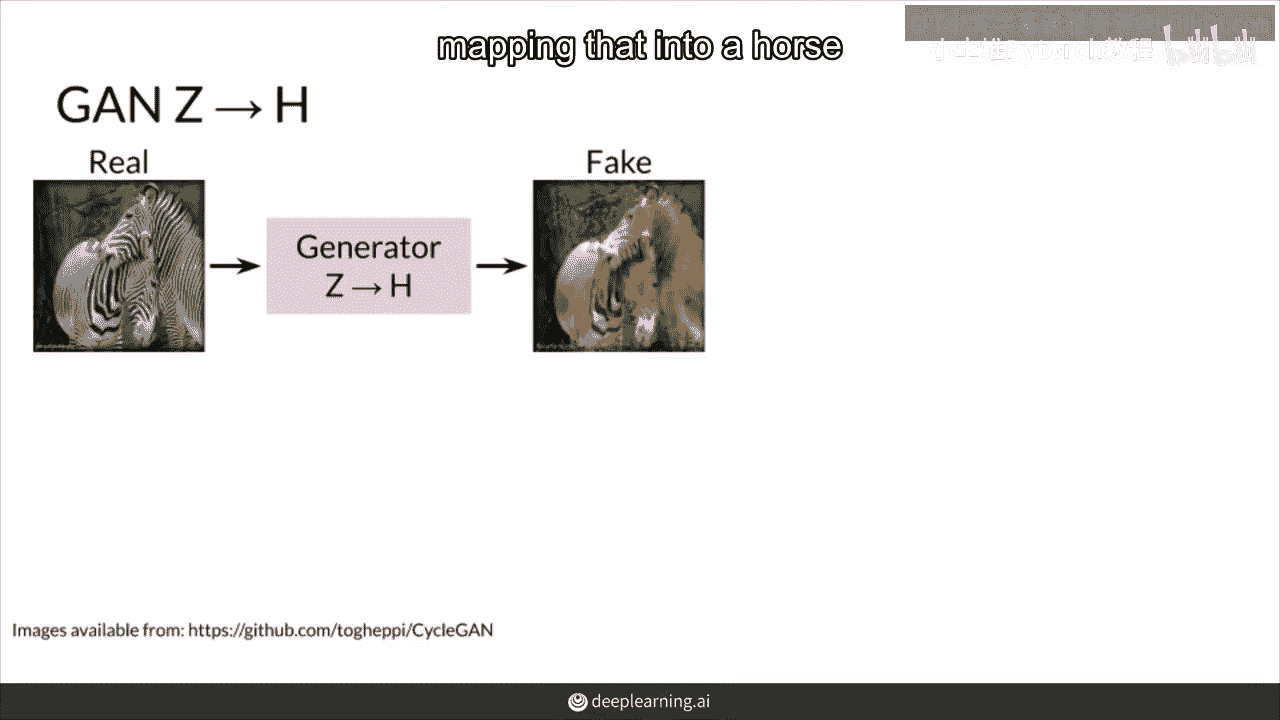 mapping that into a horse
小土堆Pytorch教程 bilibili
GAN Z → H
Real
Fake
Generator
Z → H
Images available from: https://github.com/togheppi/CycleGAN
deeplearning.ai